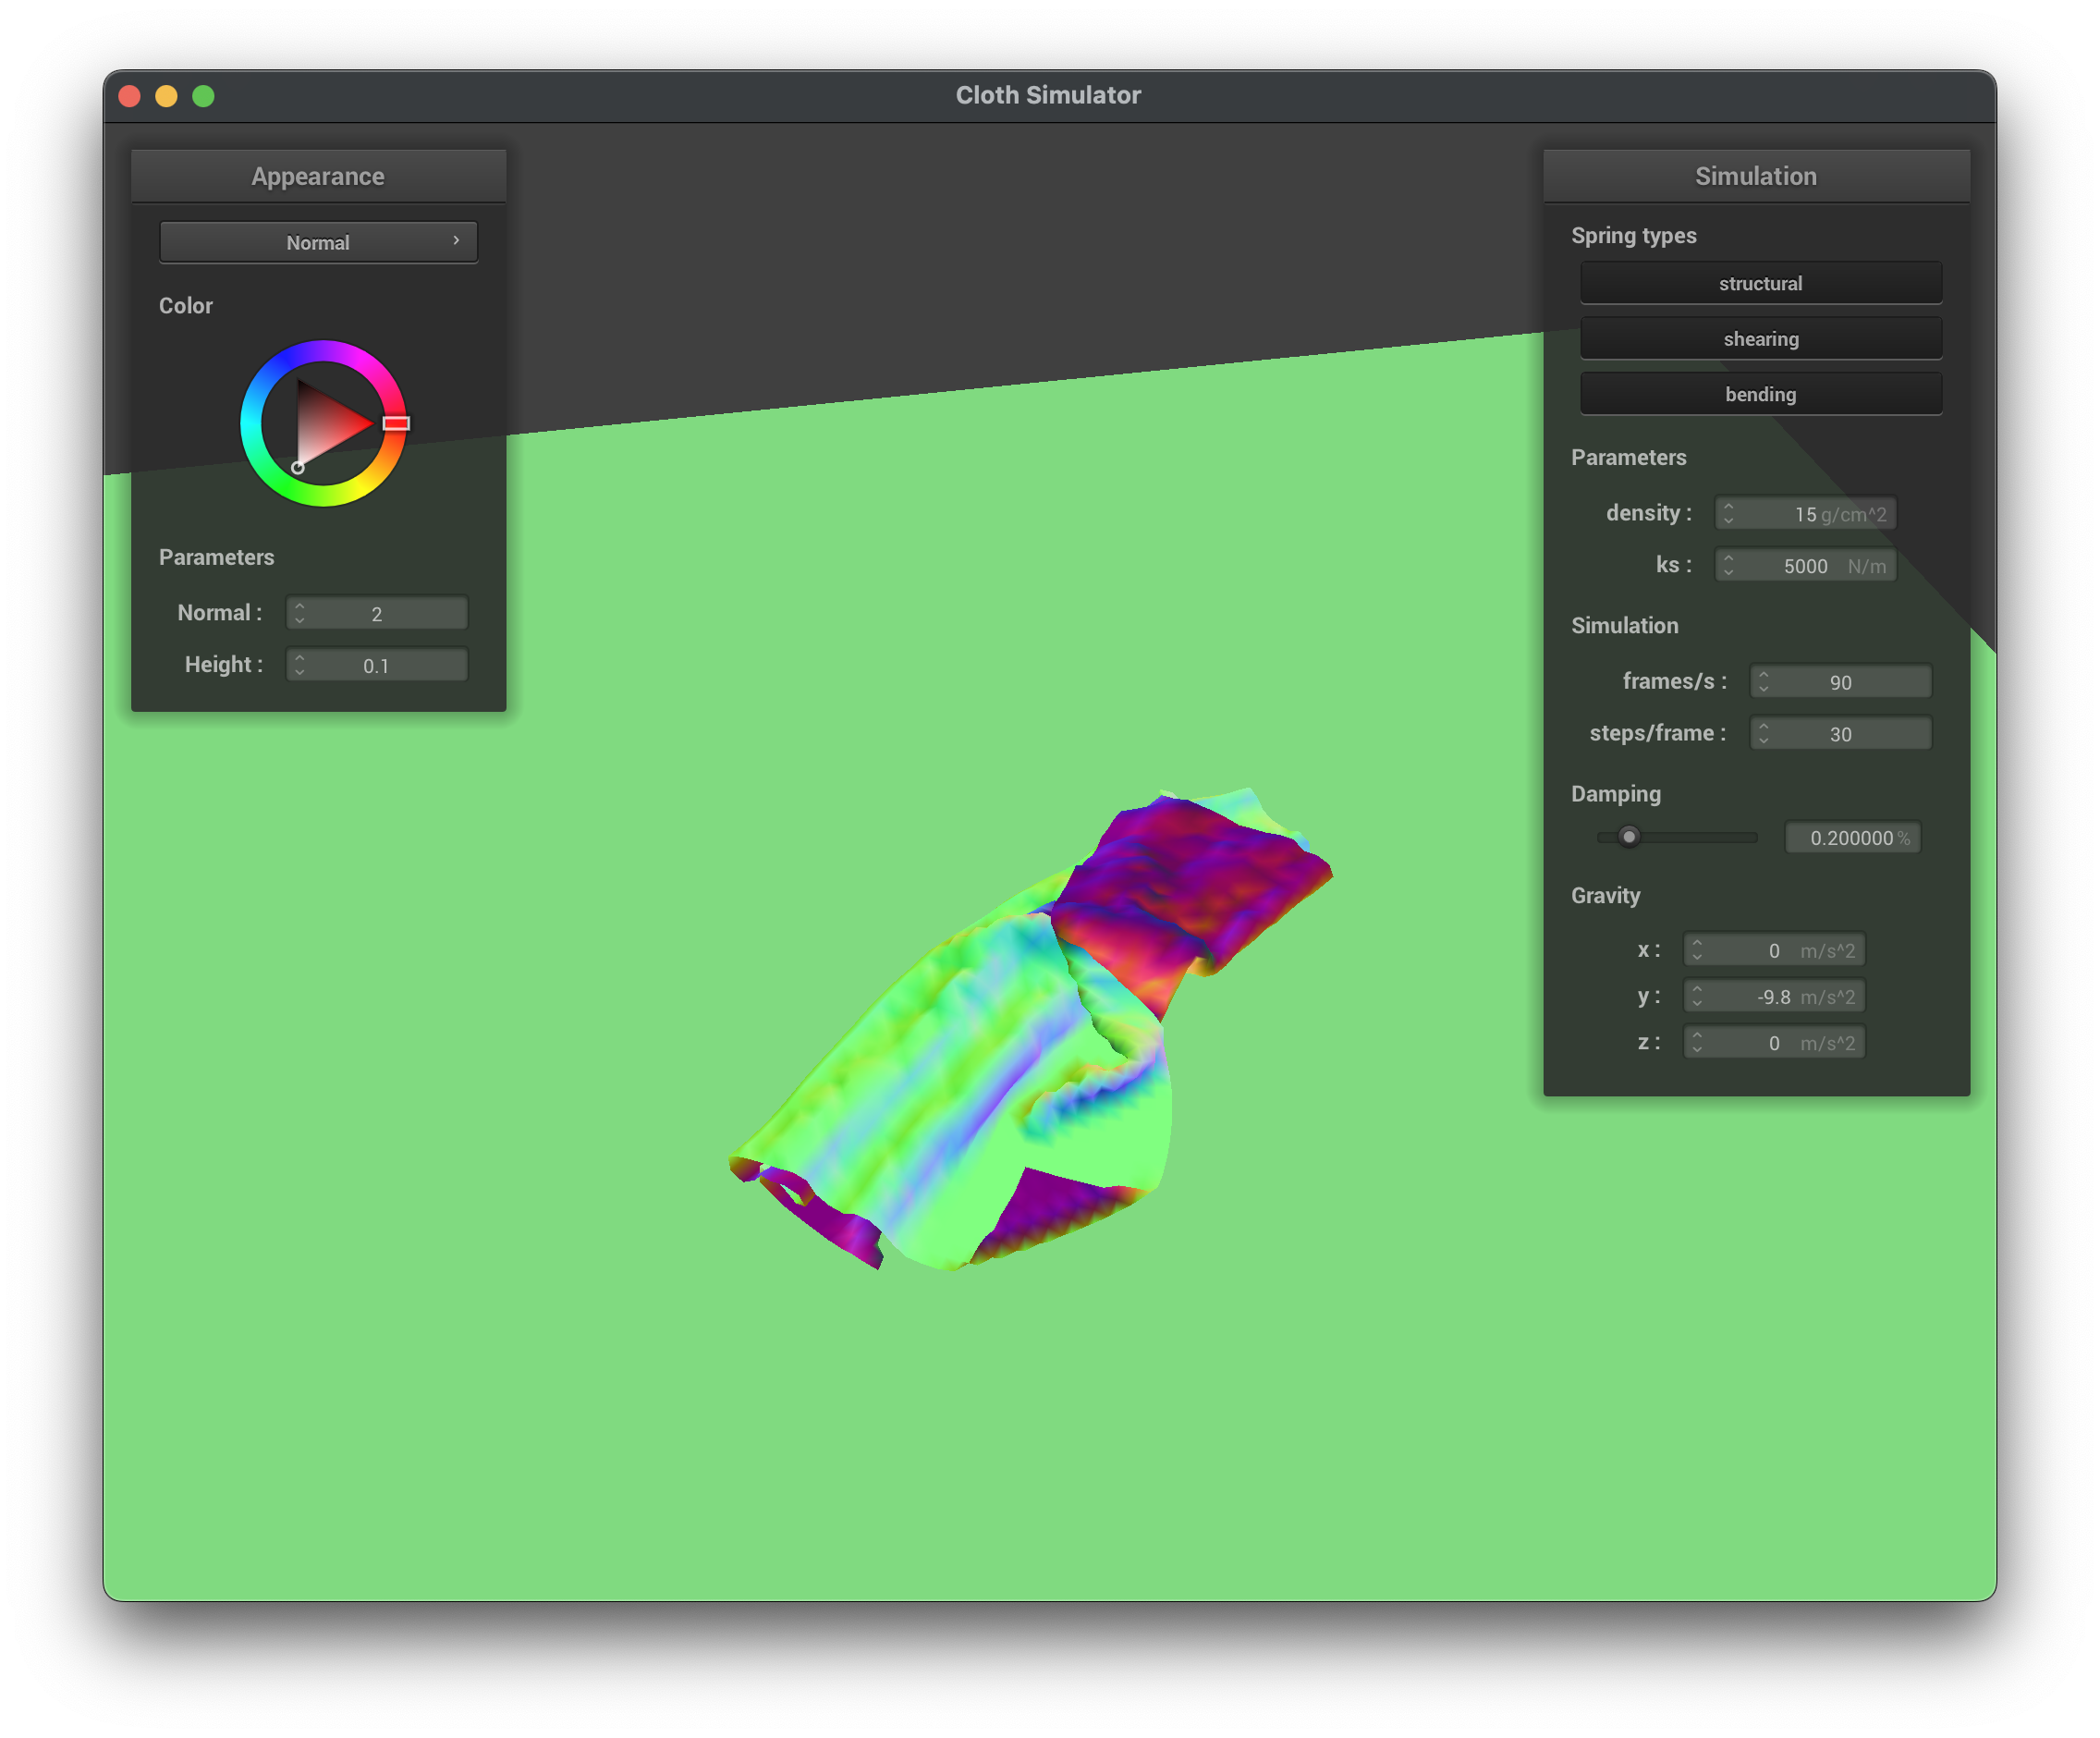 Cloth Simulator
Appearance
Normal
Color
Parameters
Normal : 2
Height : 0.1
Simulation
Spring types
structural
shearing
bending
Parameters
density : 15 g/cm^2
ks : 5000 N/m
Simulation
frames/s : 90
steps/frame : 30
Damping
0.200000 %
Gravity
x : 0 m/s^2
y : -9.8 m/s^2
z : 0 m/s^2